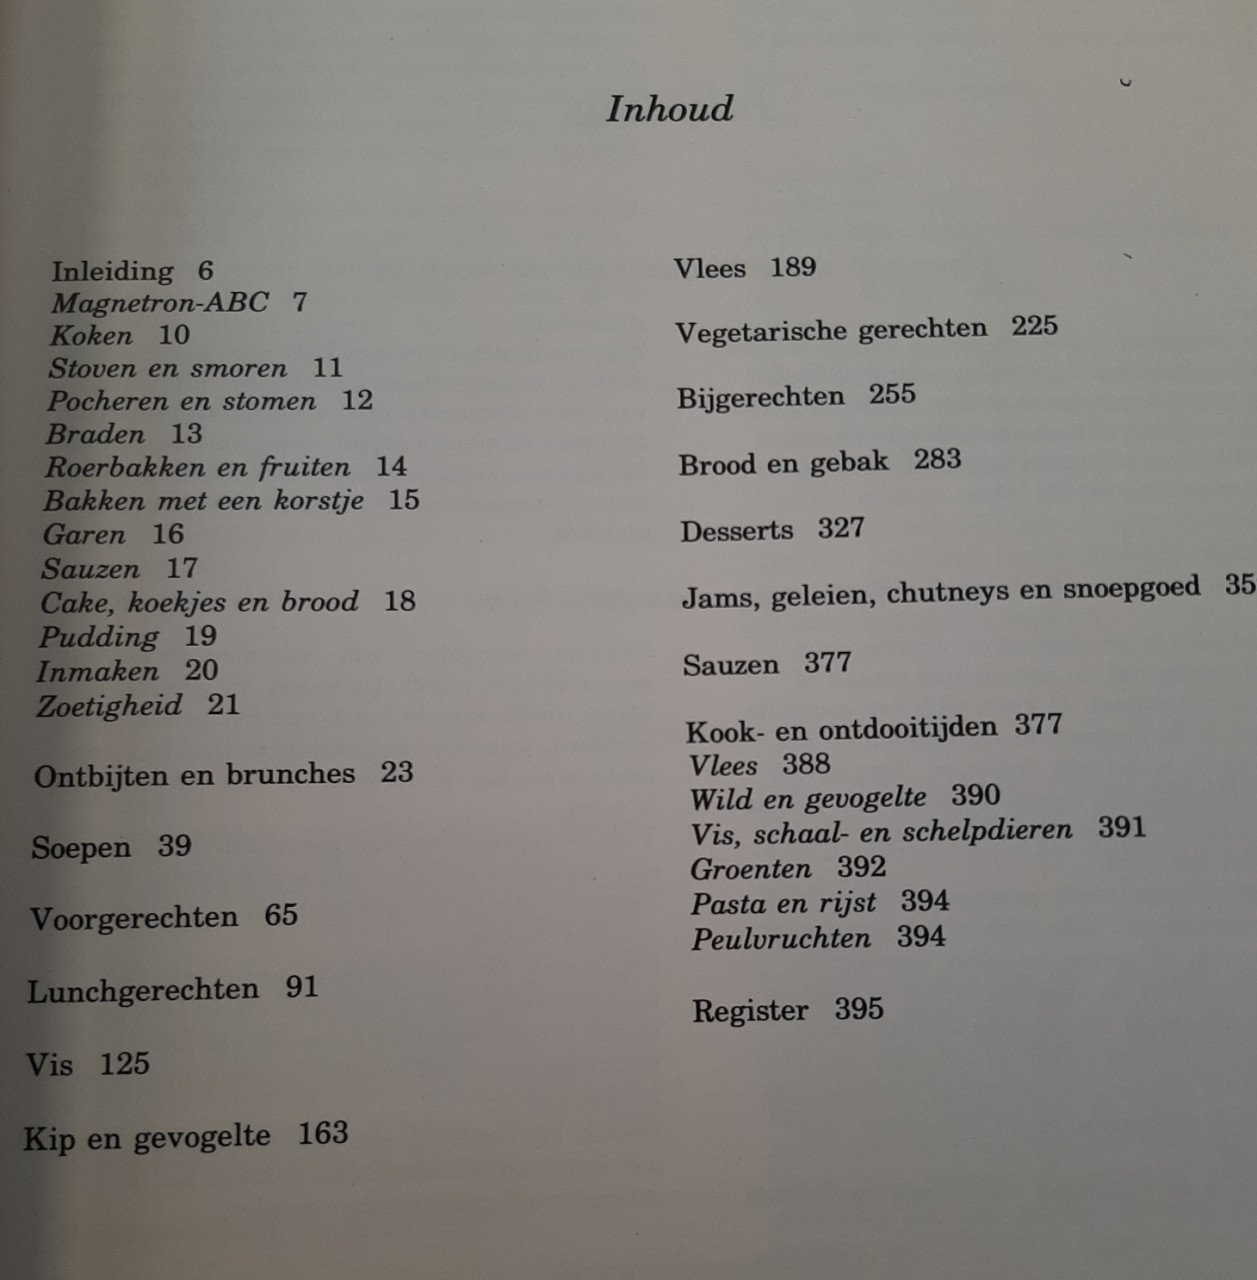 Inhoud
Inleiding 6
Magnetron-ABC 7
Koken 10
Stoven en smoren 11
Pocheren en stomen 12
Braden 13
Roerbakken en fruiten 14
Bakken met een korstje 15
Garen 16
Sauzen 17
Cake, koekjes en brood 18
Pudding 19
Inmaken 20
Zoetigheid 21
Ontbijten en brunches 23
Soepen 39
Voorgerechten 65
Lunchgerechten 91
Vis 125
Kip en gevogelte 163
Vlees 189
Vegetarische gerechten 225
Bijgerechten 255
Brood en gebak 283
Desserts 327
Jams, geleien, chutneys en snoepgoed 35
Sauzen 377
Kook- en ontdooitijden 377
Vlees 388
Wild en gevogelte 390
Vis, schaal- en schelpdieren 391
Groenten 392
Pasta en rijst 394
Peulvruchten 394
Register 395